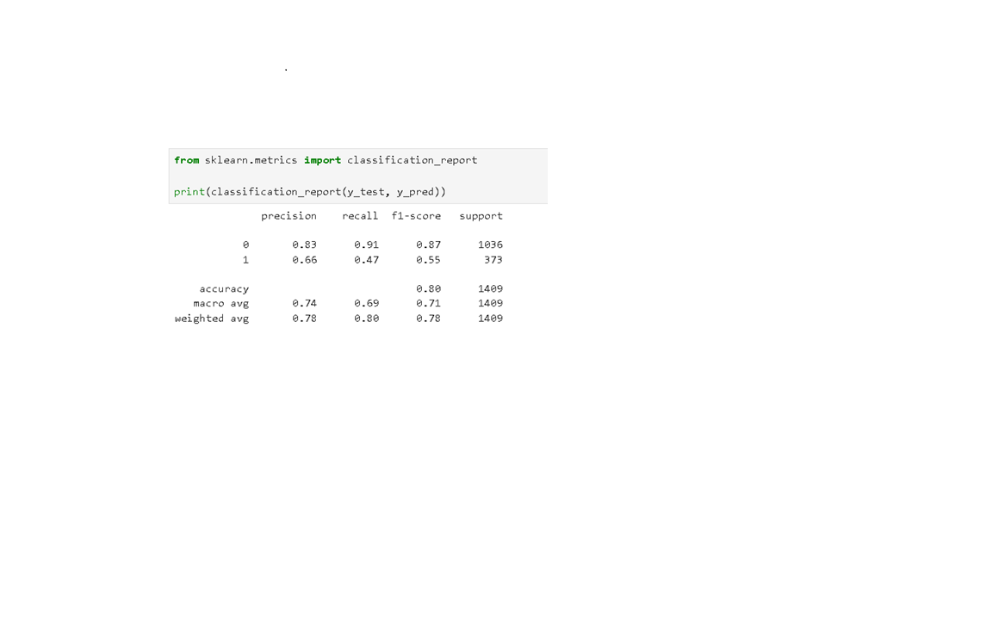 from sklearn.metrics import classification_report
print(classification_report(y_test, y_pred))
precision recall f1-score support
0 0.83 0.91 0.87 1036
1 0.66 0.47 0.55 373
accuracy 0.80 1409
macro avg 0.74 0.69 0.71 1409
weighted avg 0.78 0.80 0.78 1409